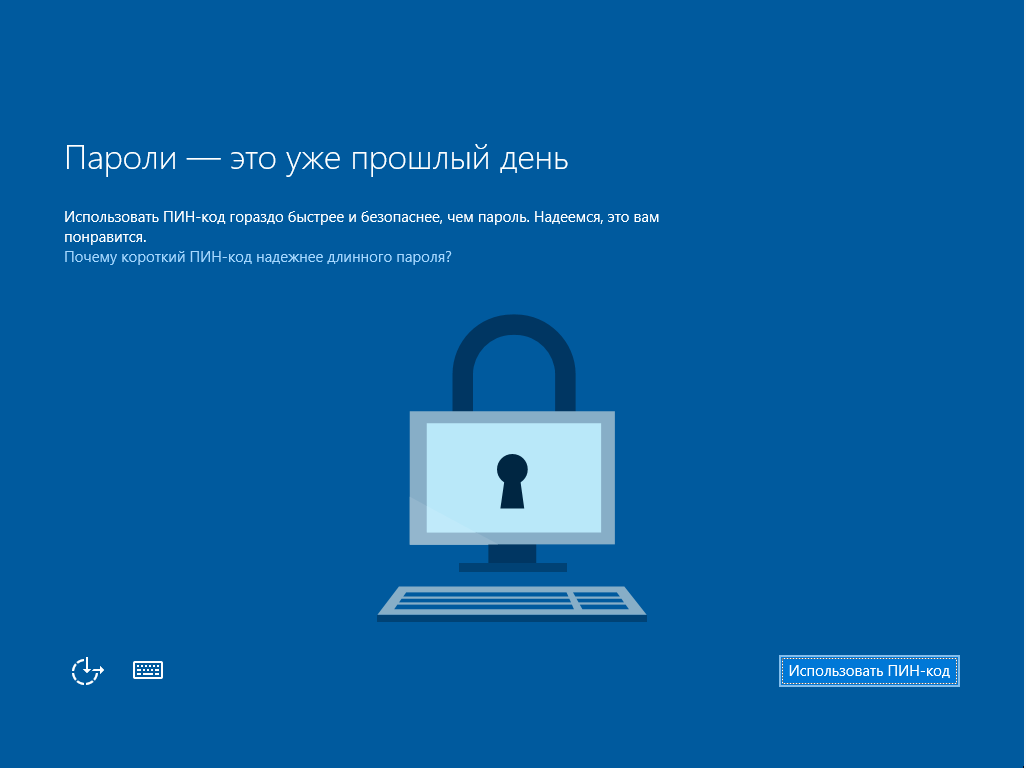 Пароли — это уже прошлый день
Использовать ПИН-код гораздо быстрее и безопаснее, чем пароль. Надеемся, это вам
понравится.
Почему короткий ПИН-код надежнее длинного пароля?
Использовать ПИН-код